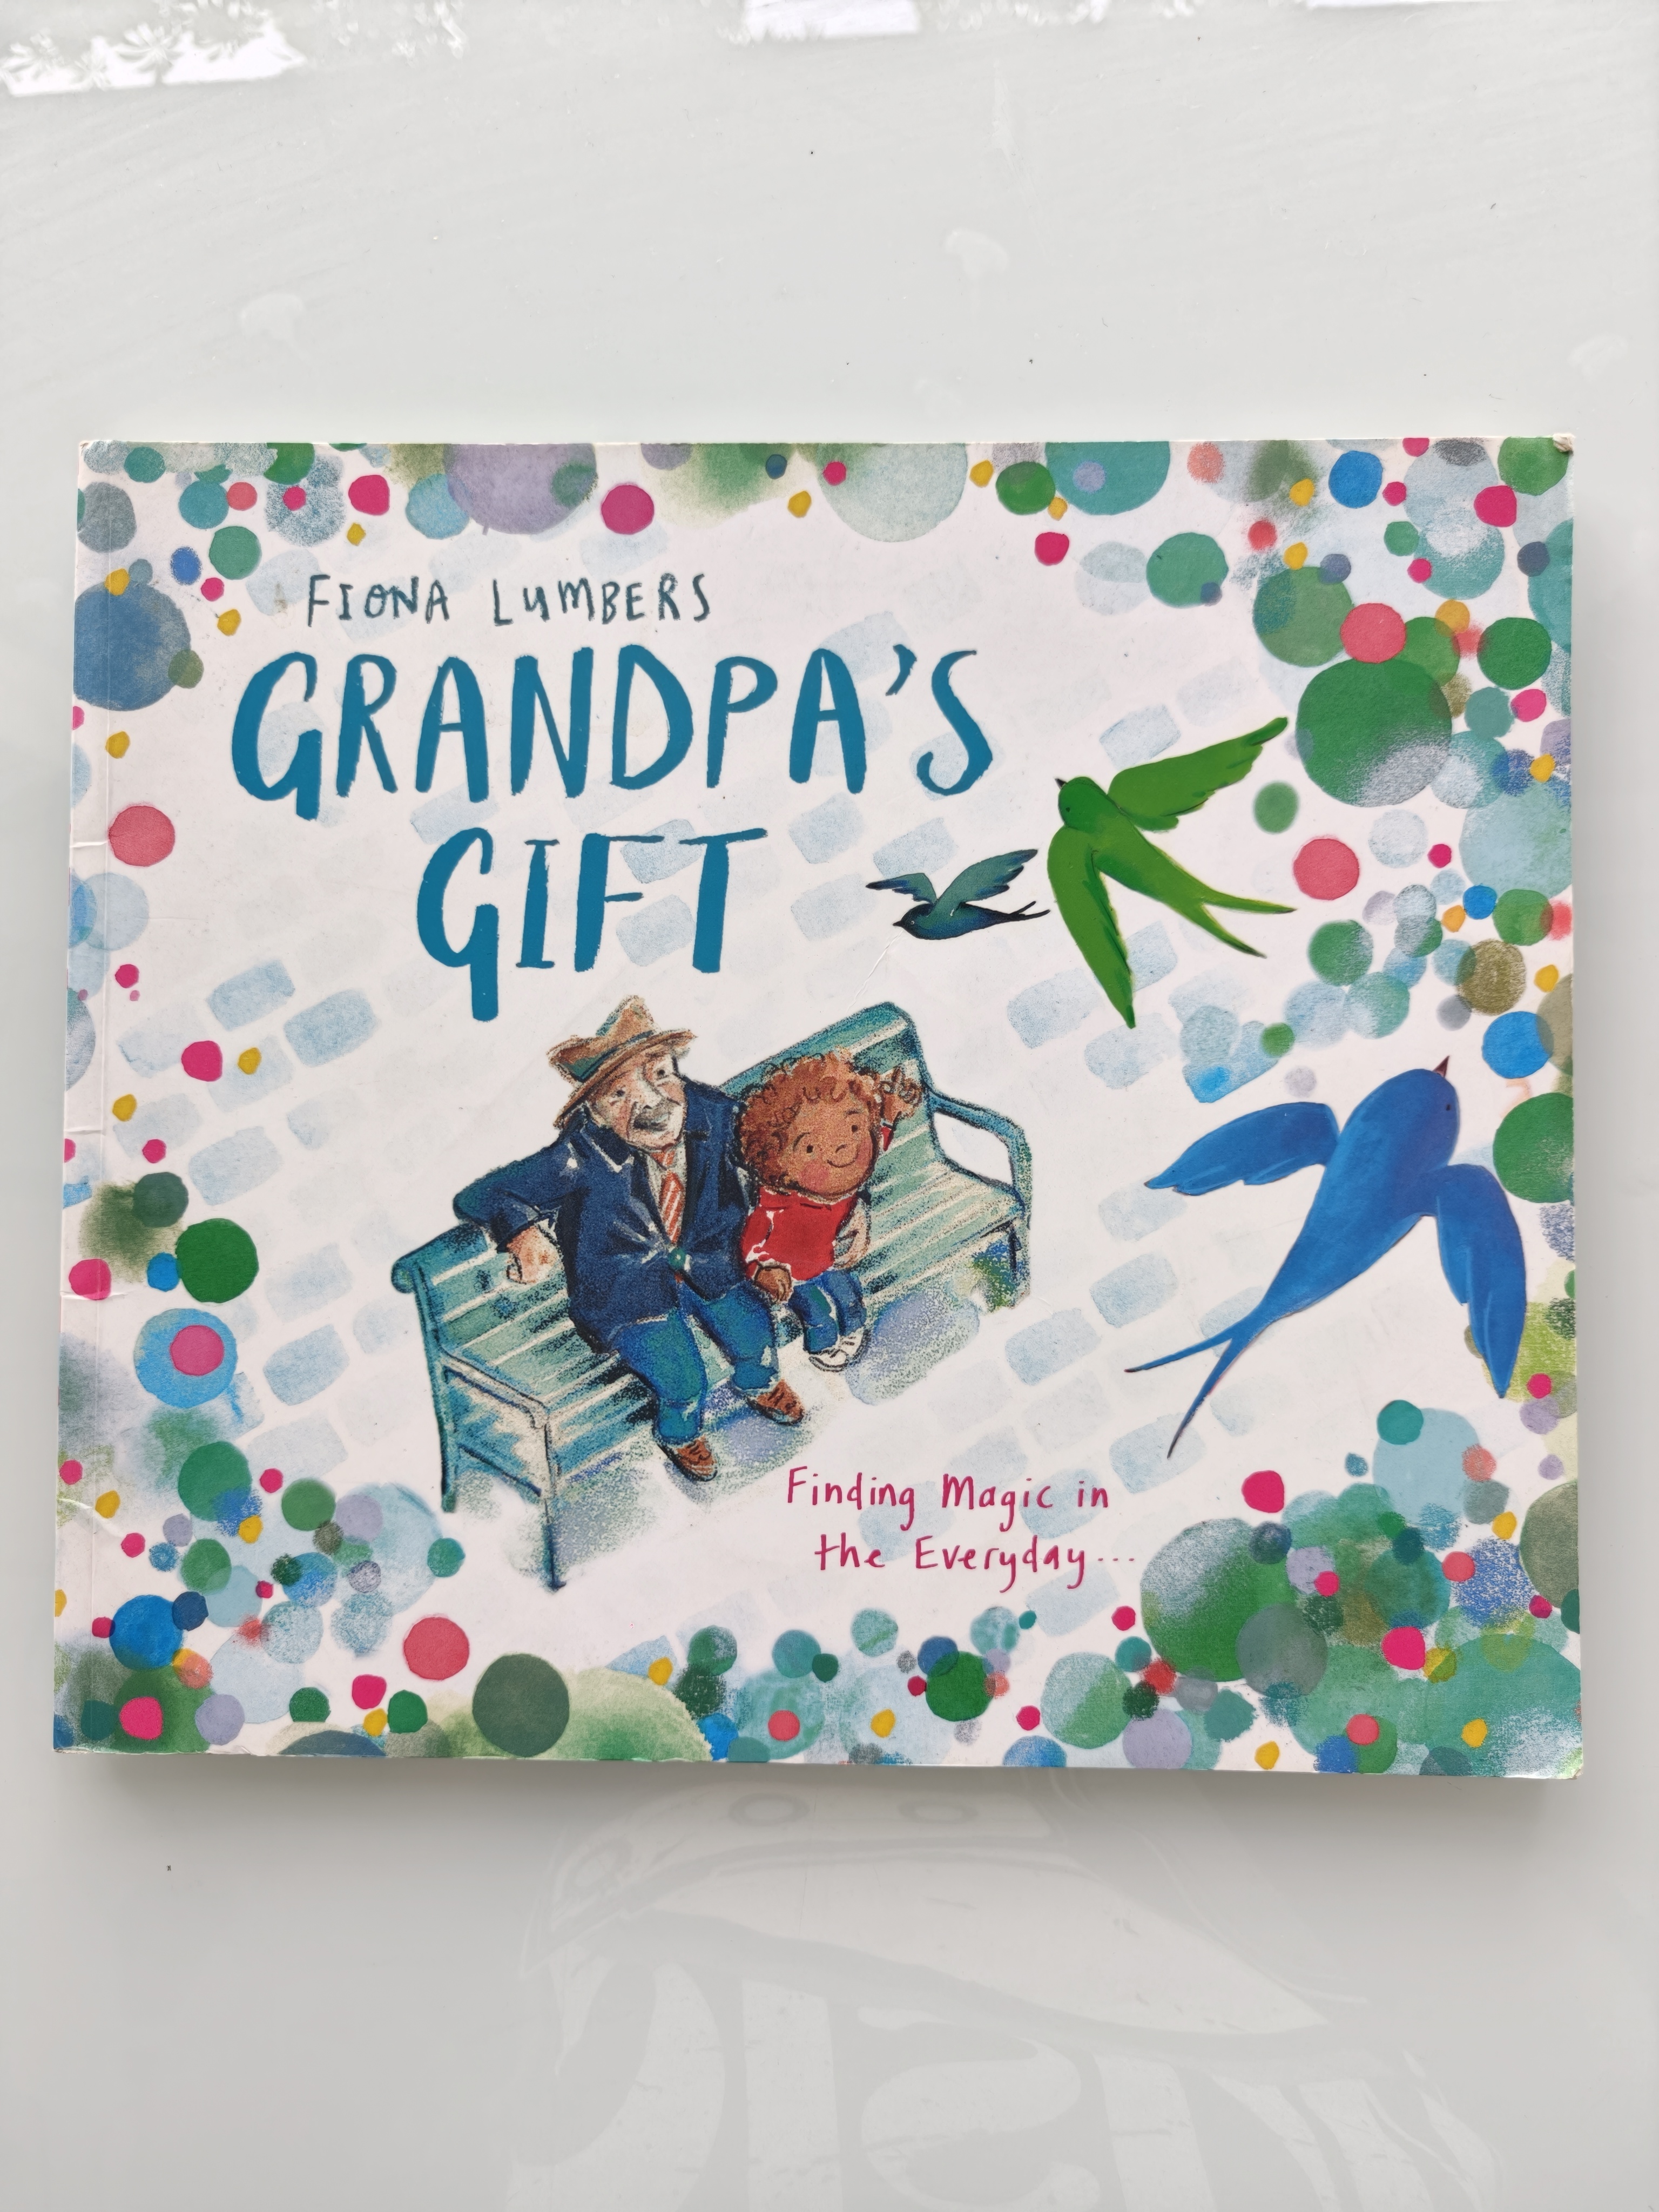 FIONA LUMBERS
GRANDPA'S
GIFT
Finding Magic in
the Everyday...